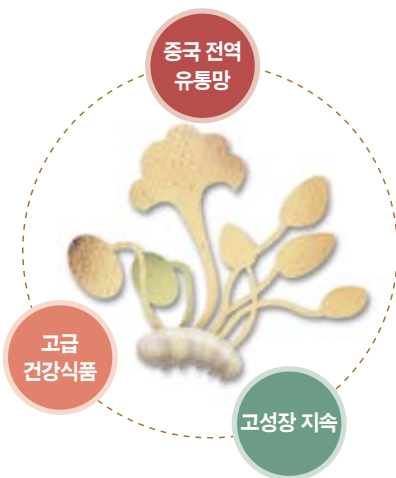 중국 전역
유통망
고급
건강식품
고성장 지속